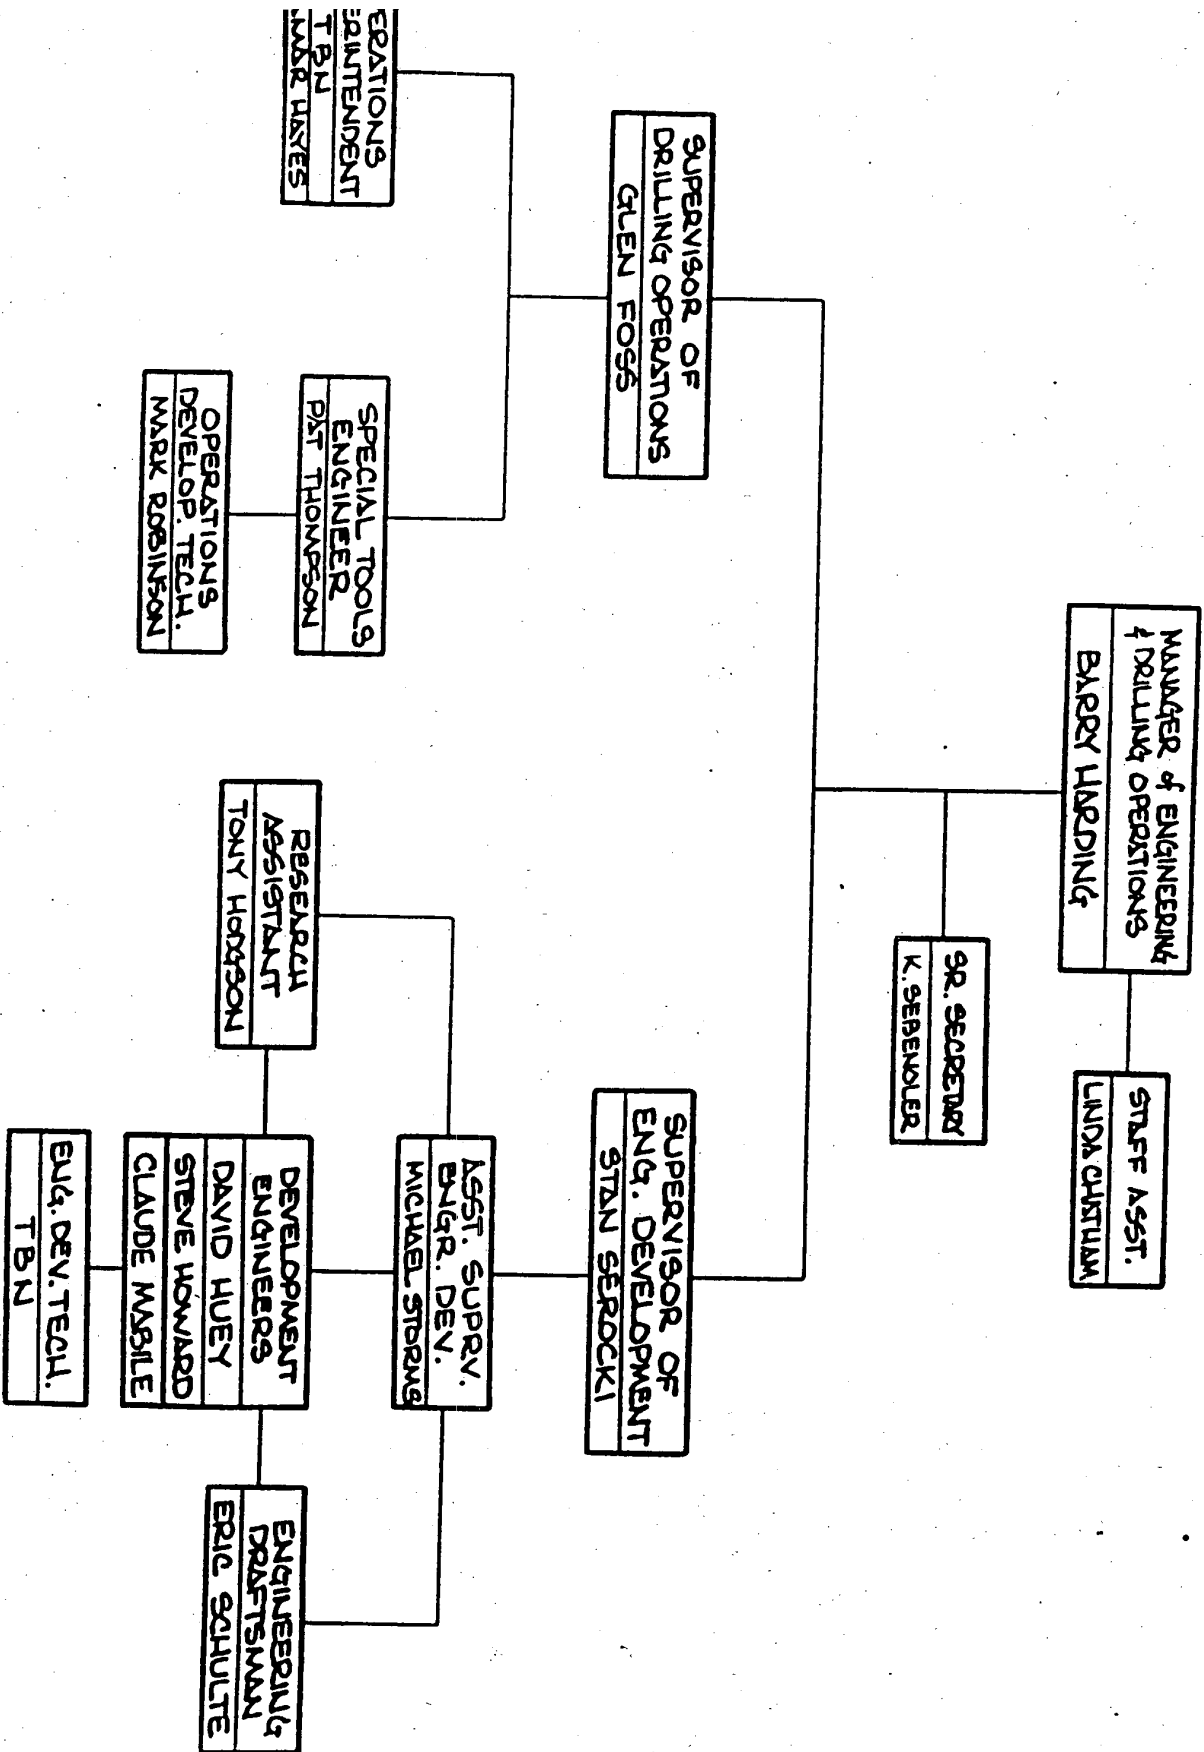 MANAGER of ENGINEERING
& DRILLING OPERATIONS
BARRY HARDING
STAFF ASST.
LINDA CHATHAM
SR. SECRETARY
K. SEBENOLER
SUPERVISOR OF
DRILLING OPERATIONS
GLEN FOSS
SUPERVISOR OF
ENG. DEVELOPMENT
STAN SEROCKI
ERATIONS
ERINTENDENT
TBN
MAR HAYES
SPECIAL TOOLS
ENGINEER
PAT THOMPSON
OPERATIONS
DEVELOP. TECH.
MARK ROBINSON
ASST. SUPRV.
ENGR. DEV.
MICHAEL STORMS
RESEARCH
ASSISTANT
TONY HODGSON
DEVELOPMENT
ENGINEERS
DAVID HUEY
STEVE HOWARD
CLAUDE MABILE
ENGINEERING
DRAFTSMAN
ERIC SCHULTE
ENG. DEV. TECH.
TBN